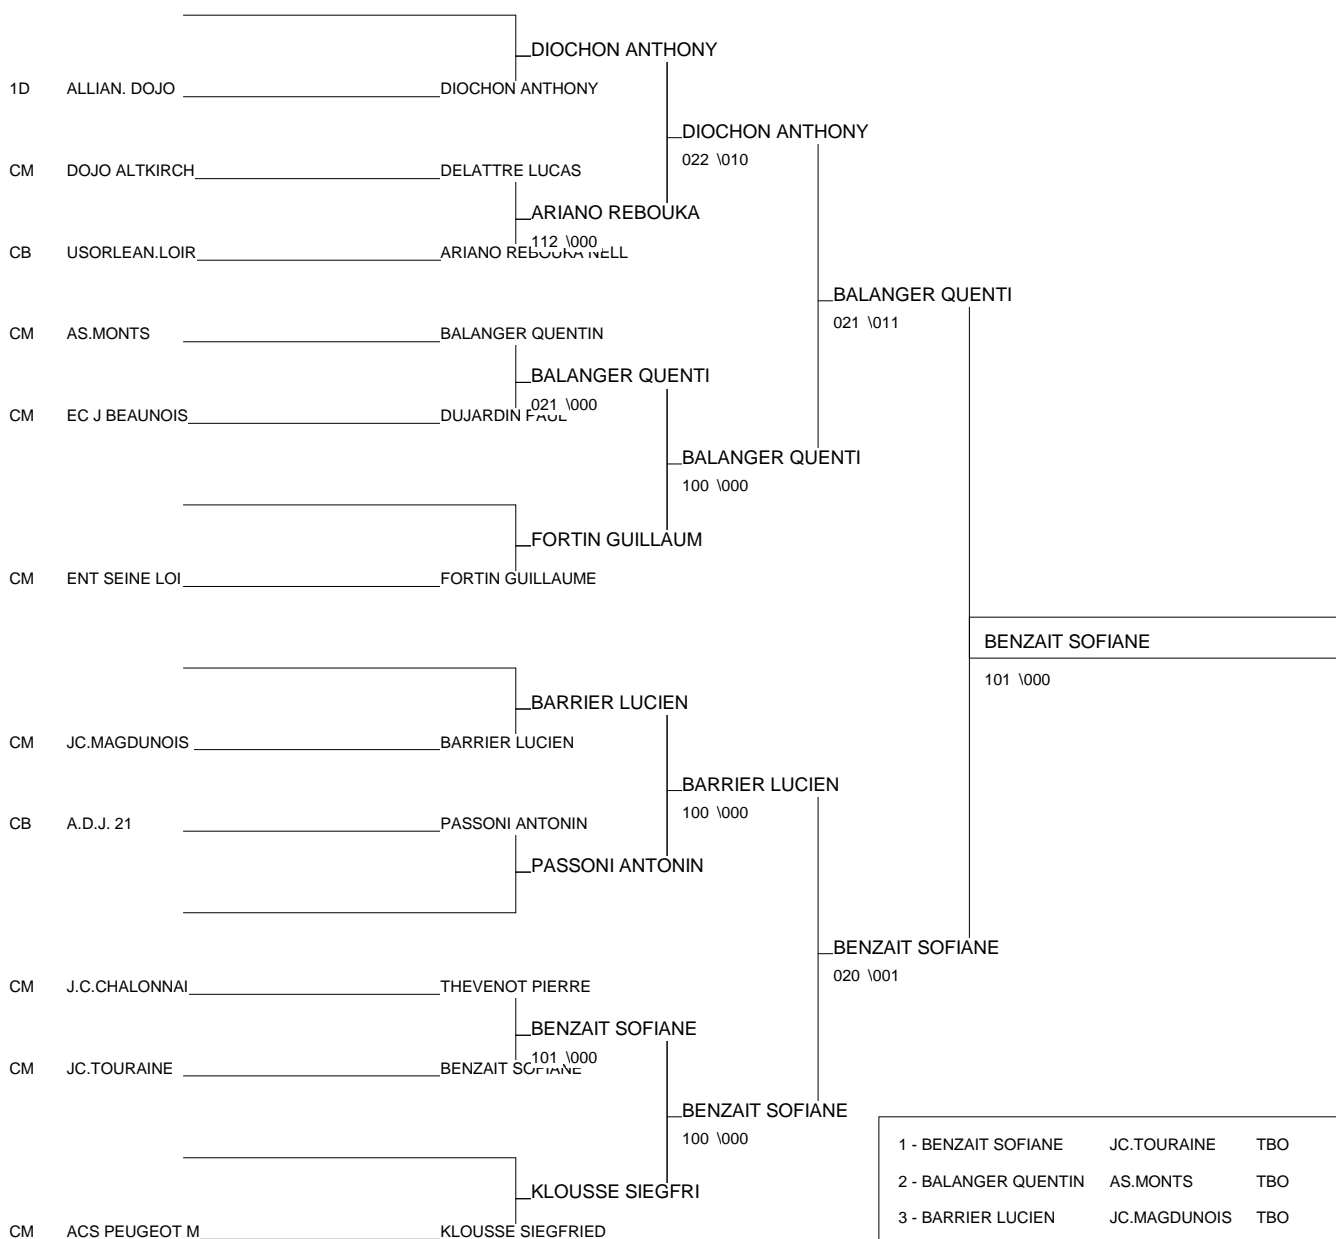 DIOCHON ANTHONY
1D ALLIAN. DOJO DIOCHON ANTHONY
DIOCHON ANTHONY
022 \010
CM DOJO ALTKIRCH DELATTRE LUCAS
ARIANO REBOUKA
112 \000
CB USORLEAN.LOIR ARIANO REBOUKA NELL
BALANGER QUENTI
021 \011
CM AS.MONTS BALANGER QUENTIN
BALANGER QUENTI
021 \000
CM EC J BEAUNOIS DUJARDIN PAUL
BALANGER QUENTI
100 \000
FORTIN GUILLAUM
CM ENT SEINE LOI FORTIN GUILLAUME
BENZAIT SOFIANE
101 \000
BARRIER LUCIEN
CM JC.MAGDUNOIS BARRIER LUCIEN
BARRIER LUCIEN
100 \000
CB A.D.J. 21 PASSONI ANTONIN
PASSONI ANTONIN
BENZAIT SOFIANE
020 \001
CM J.C.CHALONNAI THEVENOT PIERRE
BENZAIT SOFIANE
101 \000
CM JC.TOURAINE BENZAIT SOFIANE
BENZAIT SOFIANE
100 \000
KLOUSSE SIEGFRI
CM ACS PEUGEOT M KLOUSSE SIEGFRIED
1 - BENZAIT SOFIANE JC.TOURAINE TBO
2 - BALANGER QUENTIN AS.MONTS TBO
3 - BARRIER LUCIEN JC.MAGDUNOIS TBO